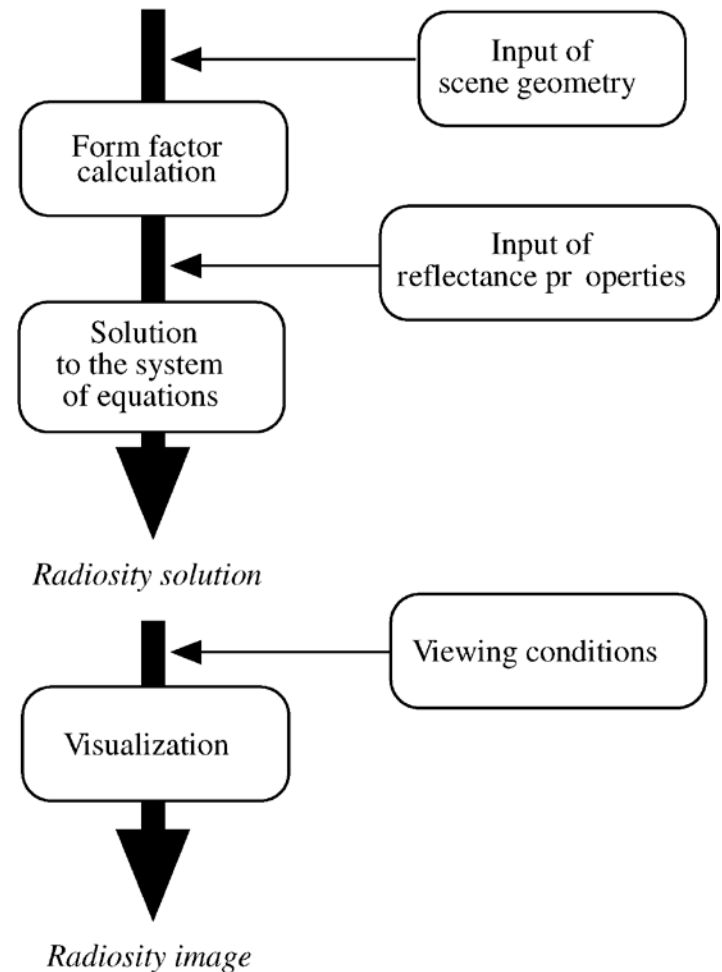 Input of
scene geometry
Form factor
calculation
Input of
reflectance pr operties
Solution
to the system
of equations
Radiosity solution
Viewing conditions
Visualization
Radiosity image